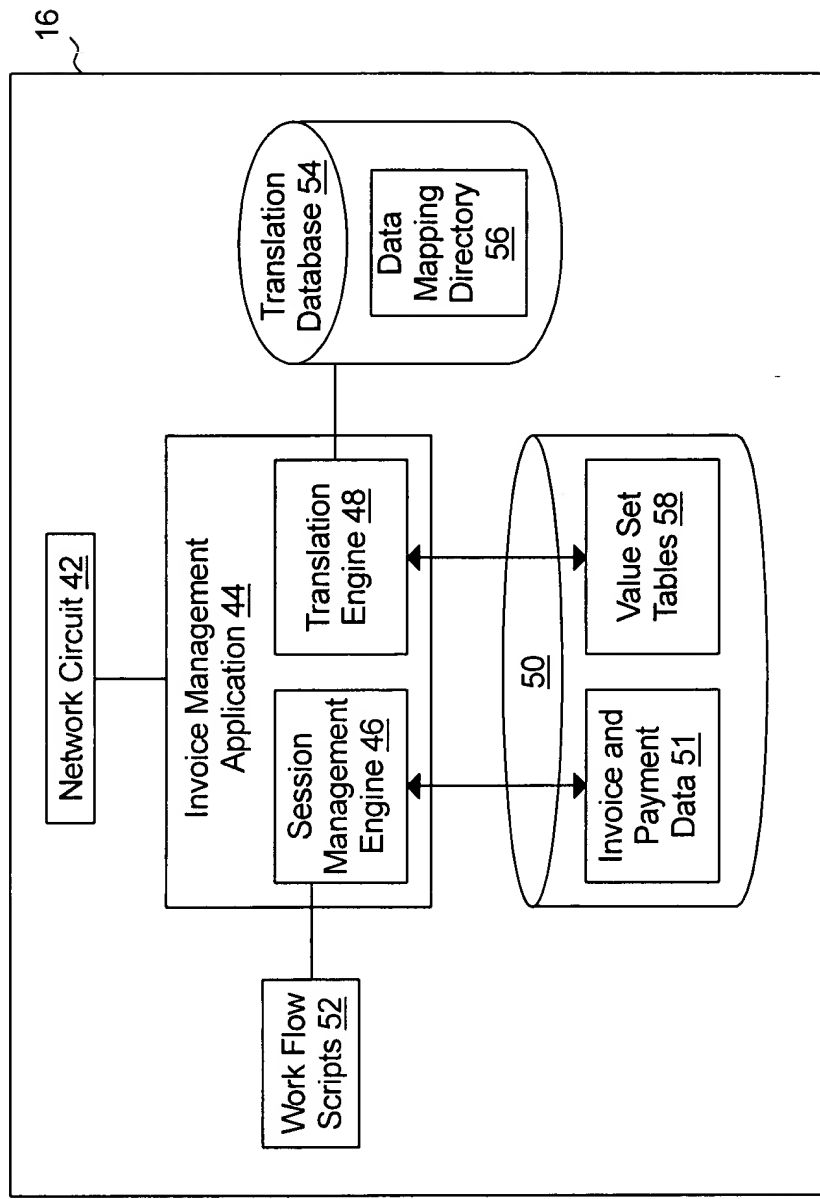 16
Network Circuit 42
Invoice Management
Application 44
Work Flow
Scripts 52
Session
Management
Engine 46
Translation
Engine 48
Translation
Database 54
Data
Mapping
Directory
56
50
Invoice and
Payment
Data 51
Value Set
Tables 58